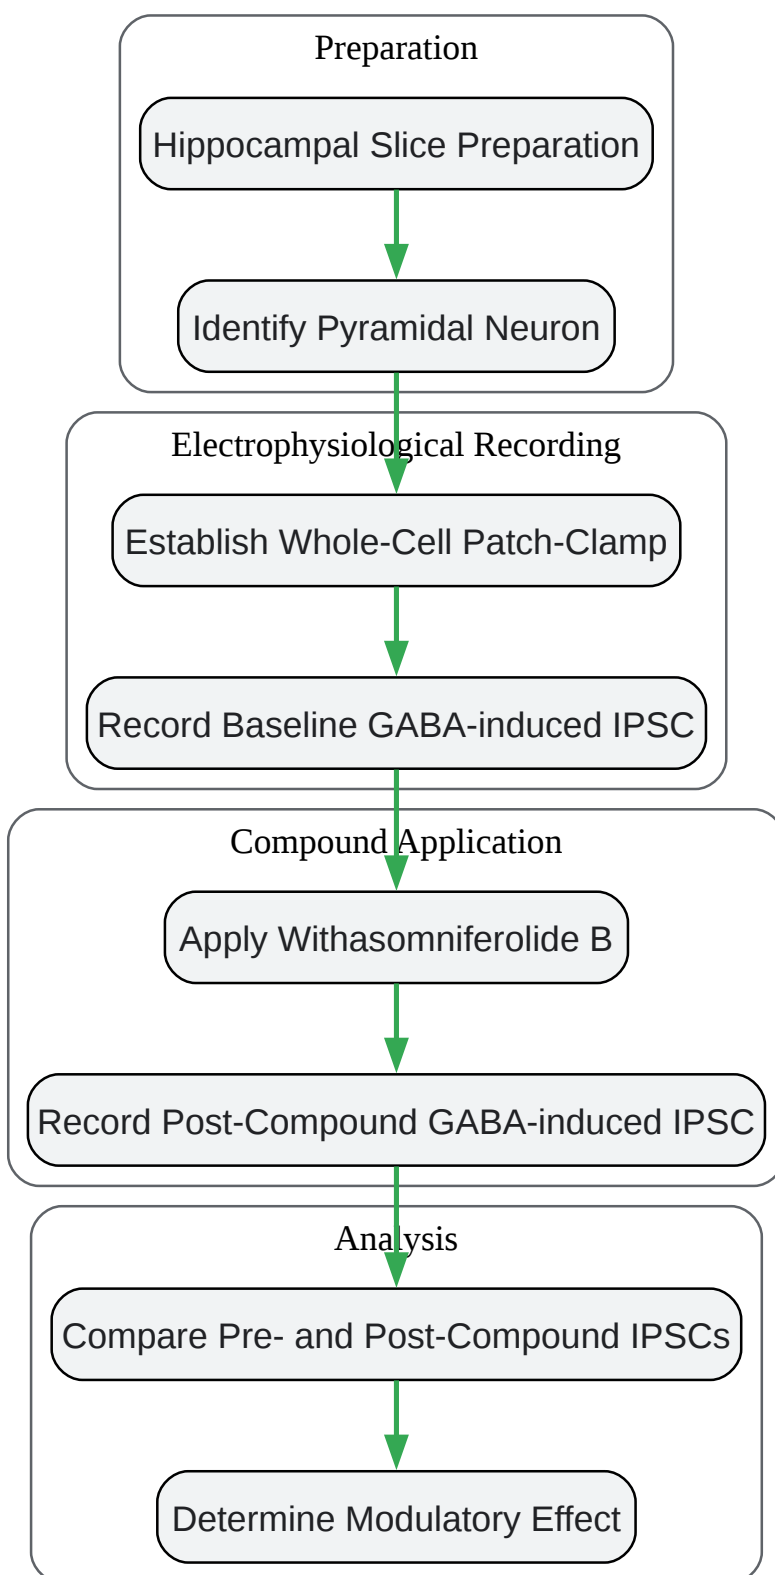 Preparation
Hippocampal Slice Preparation
Identify Pyramidal Neuron
Electrophysiological Recording
Establish Whole-Cell Patch-Clamp
Record Baseline GABA-induced IPSC
Compound Application
Apply Withasomniferolide B
Record Post-Compound GABA-induced IPSC
Analysis
Compare Pre- and Post-Compound IPSCs
Determine Modulatory Effect